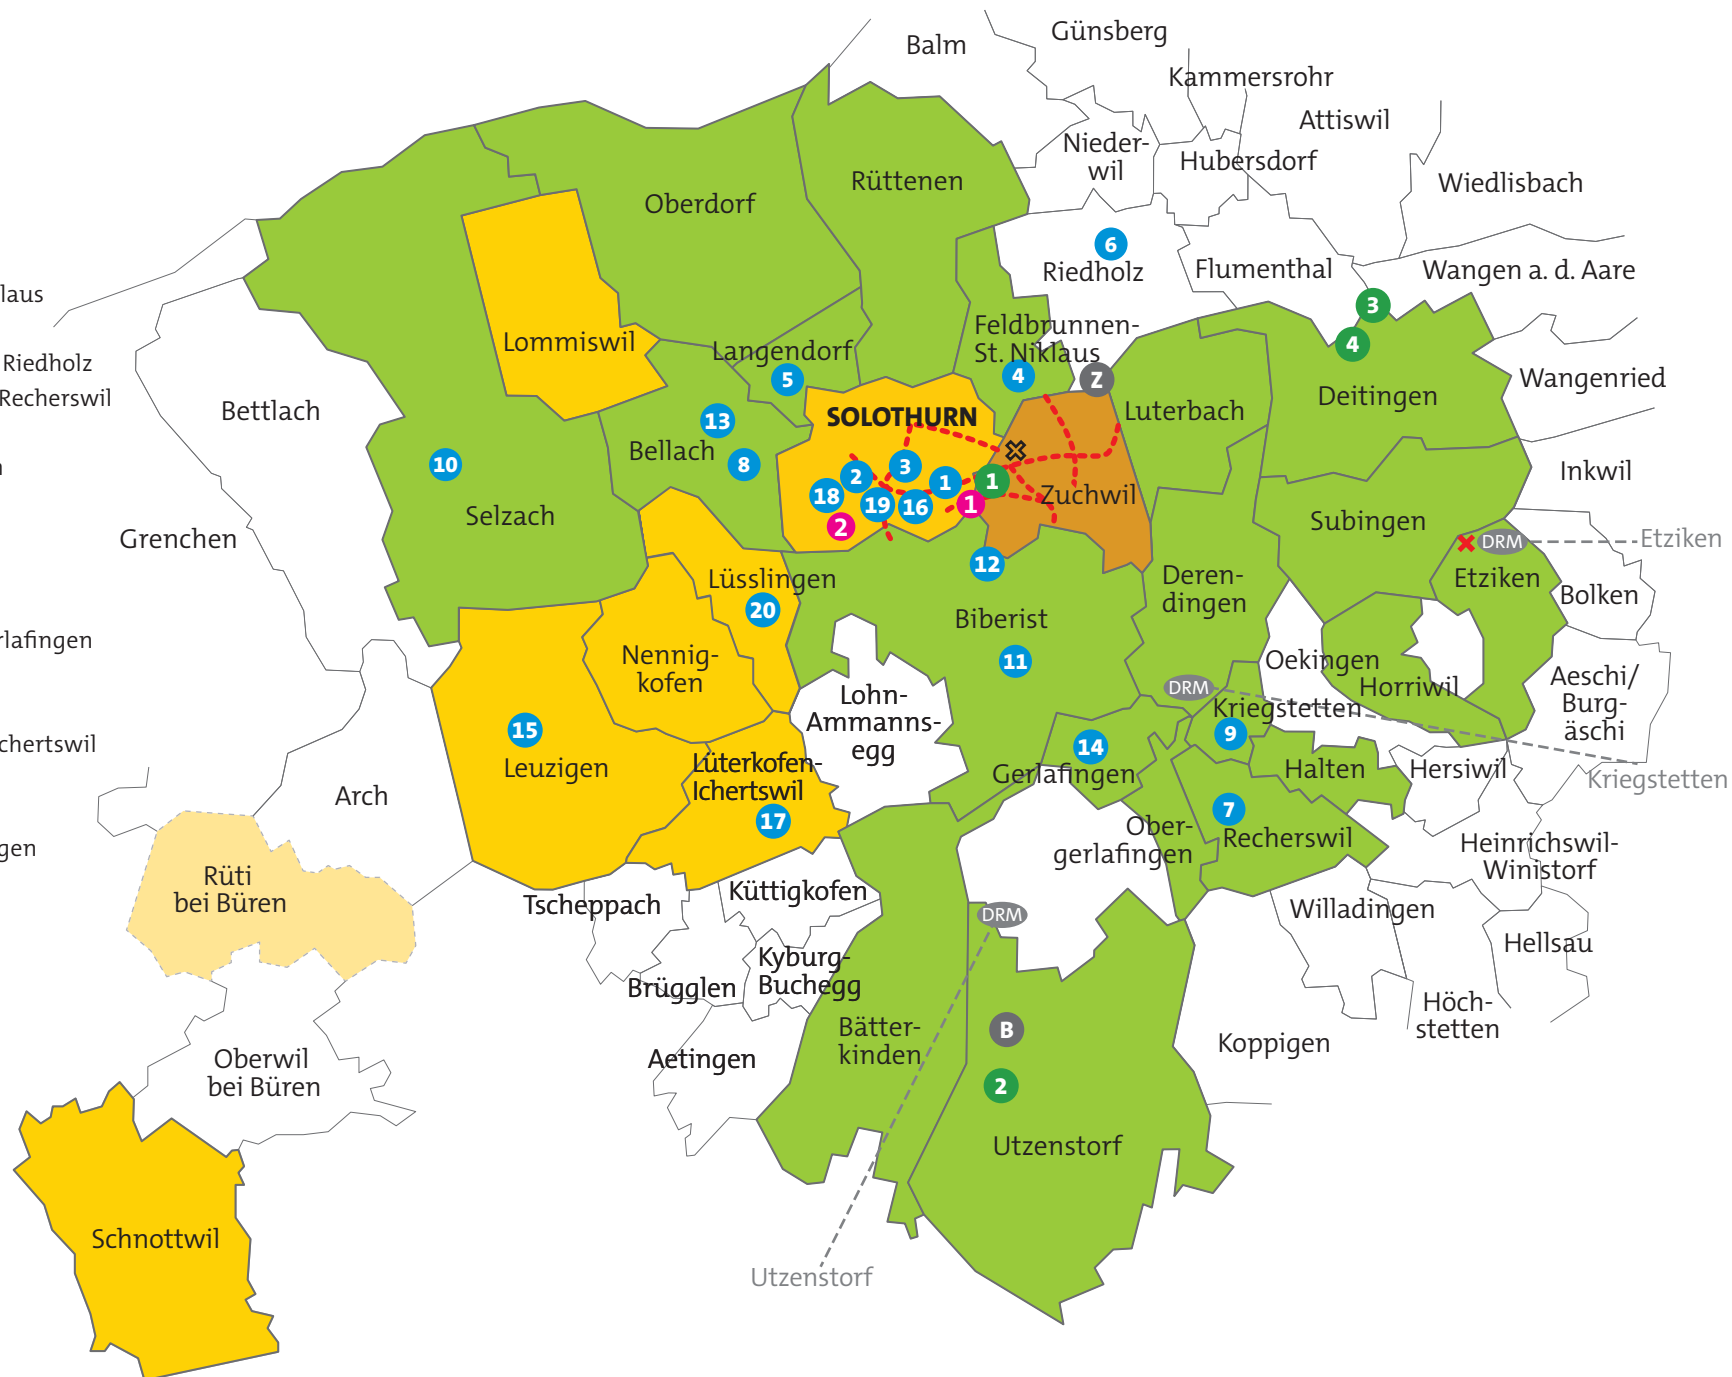 Balm
Günsberg
Kammersrohr
Attiswil
Nieder-
wil
Hubersdorf
Wiedlisbach
Rüttenen
Oberdorf
6
Riedholz
Flumenthal
Wangen a. d. Aare
laus
3
Feldbrunnen-
St. Niklaus
4
Lommiswil
Langendorf
Riedholz
5
4
Z
Wangenried
Recherswil
Deitingen
Bettlach
Luterbach
SOLOTHURN
13
Bellach
8
10
3
2
1
1
18
19
16
1
2
Zuchwil
Inkwil
Selzach
Subingen
Grenchen
DRM
Etziken
12
Lüsslingen
20
Deren-
dingen
Etziken
Bolken
Biberist
rlafingen
Nennig-
kofen
11
Oekingen
Horriwil
Aeschi/
Burg-
äschi
DRM
Lohn-
Ammanns-
egg
Kriegstetten
9
15
chertswil
14
Leuzigen
Lüterkofen-
Ichertswil
Gerlafingen
Halten
Hersiwil
Kriegstetten
Arch
17
7
Ober-
gerlafingen
Recherswil
gen
Heinrichswil-
Winistorf
Rüti
bei Büren
Küttigkofen
Tscheppach
DRM
Willadingen
Hellsau
Kyburg-
Buchegg
Brügglen
Höch-
stetten
B
Bätter-
kinden
Koppigen
Aetingen
Oberwil
bei Büren
2
Utzenstorf
Schnottwil
Utzenstorf